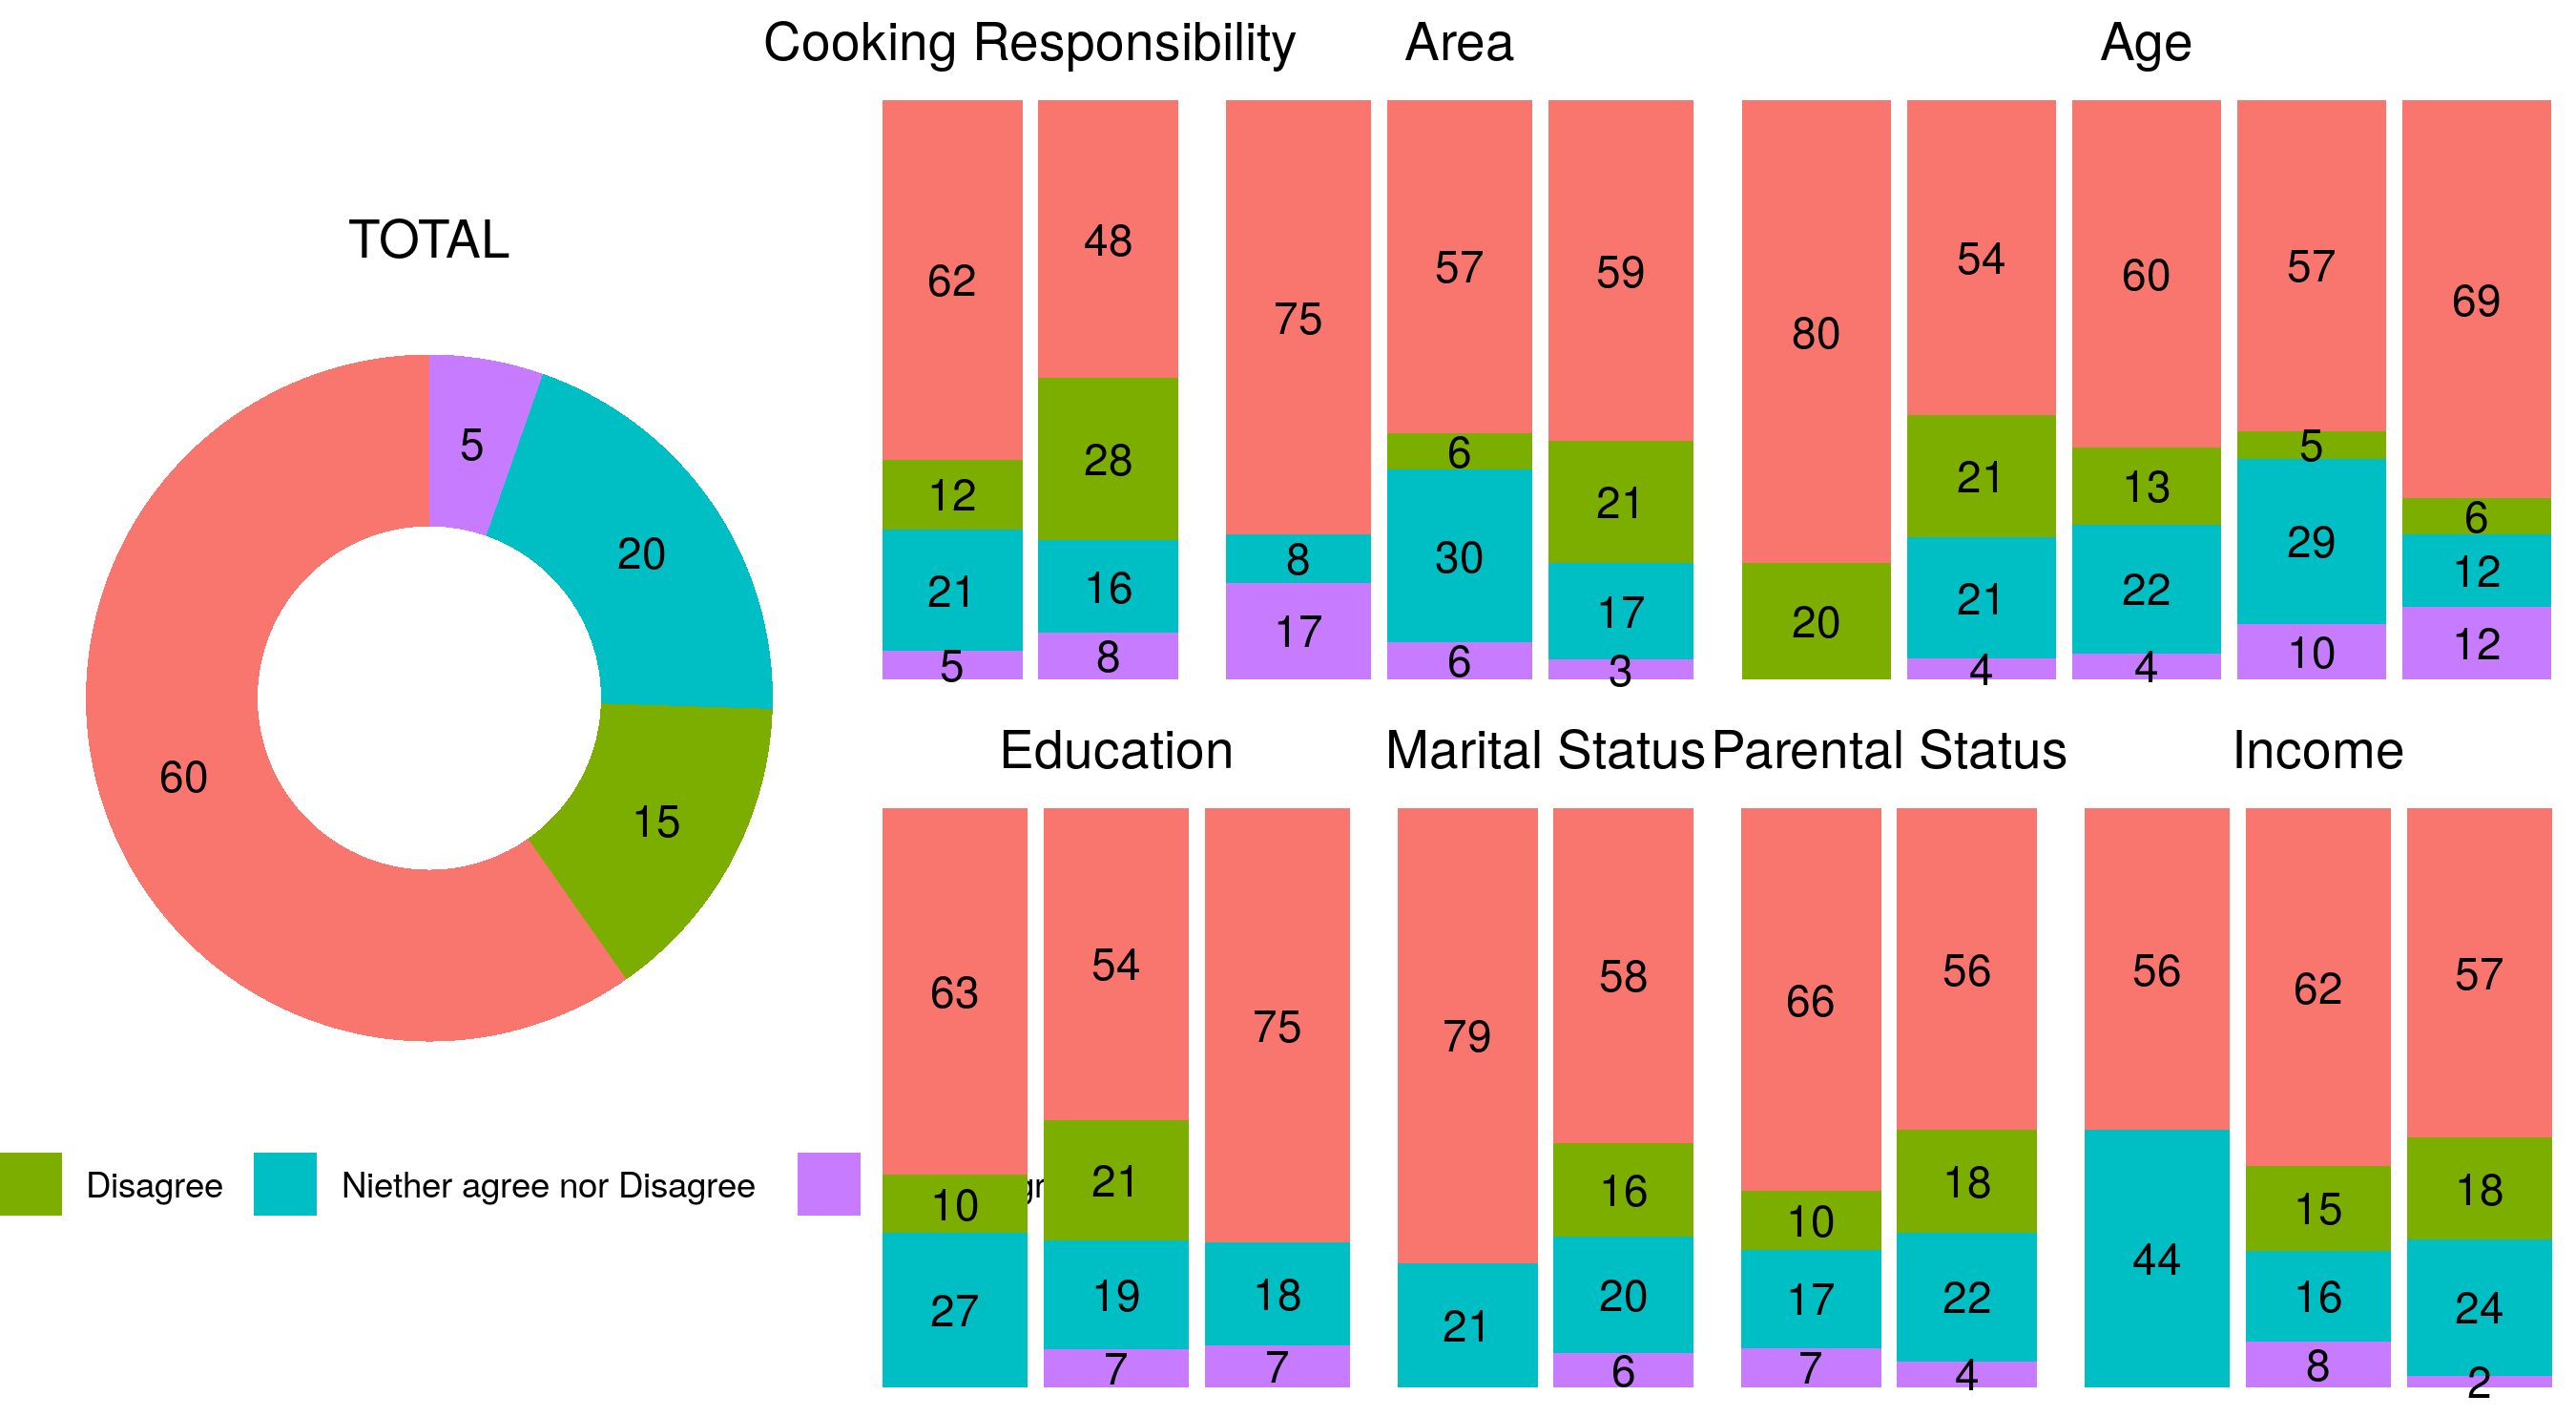 Cooking Responsibility Area Age
TOTAL
62 48 75 57 59 80 54 60 57 69
12 28 6 21 20 21 13 5 6
21 16 8 30 17 21 22 29 12
5 8 17 6 3 4 4 10 12
5
20
15
60
Education Marital Status Parental Status Income
63 54 75 79 58 66 56 56 62 57
10 21 16 10 18 15 18
27 19 18 21 20 17 22 44 16 24
7 7 6 7 4 8 2
Disagree Niether agree nor Disagree